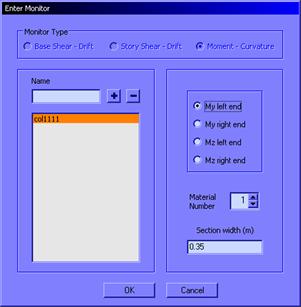 Enter Monitor
Monitor Type
Base Shear - Drift
Story Shear - Drift
Moment - Curvature
Name
col1111
My left end
My right end
Mz left end
Mz right end
Material
Number
1
Section width (m)
0.35
OK
Cancel